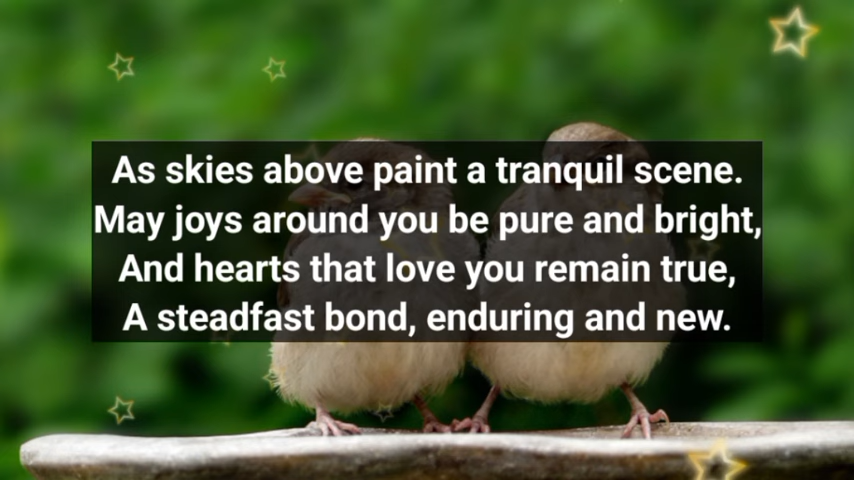 As skies above paint a tranquil scene.
May joys around you be pure and bright,
And hearts that love you remain true,
A steadfast bond, enduring and new.